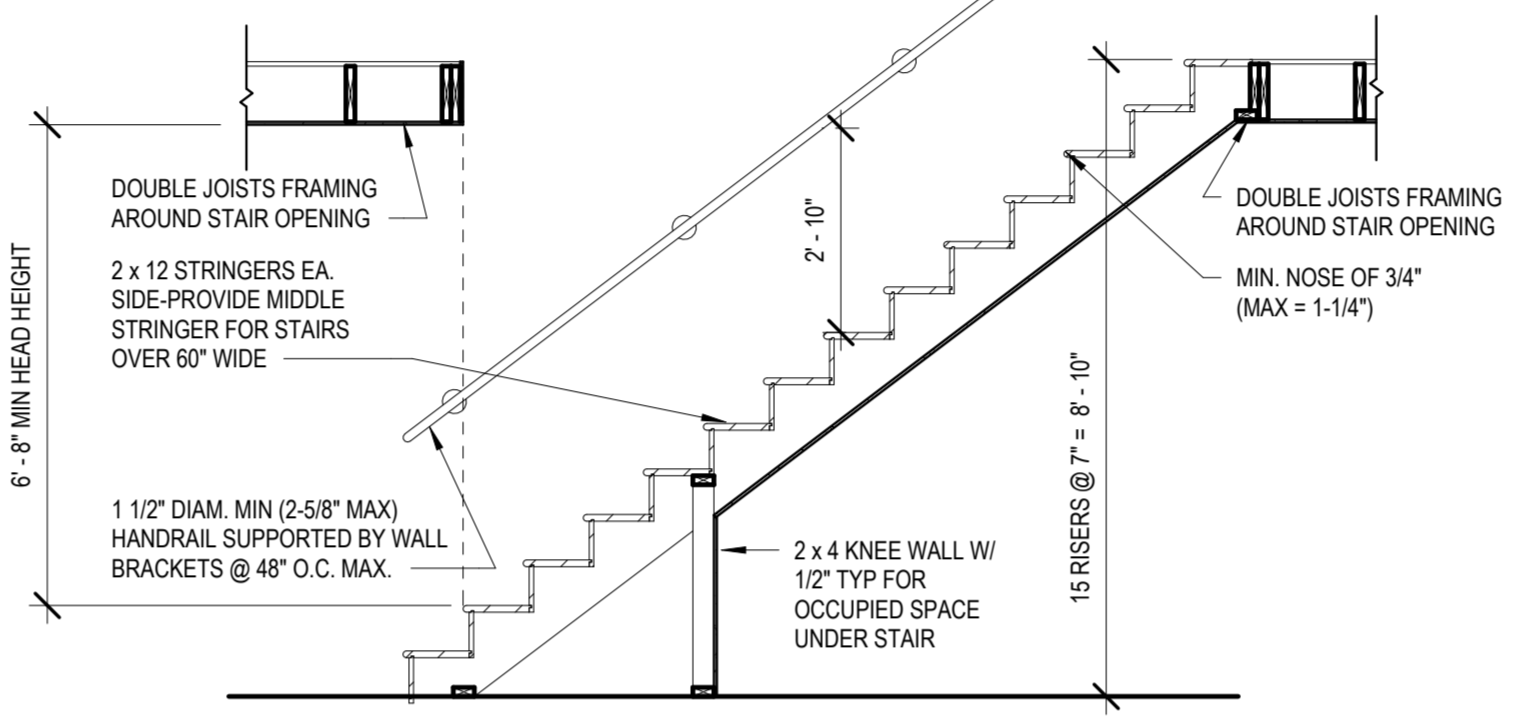 DOUBLE JOISTS FRAMING
AROUND STAIR OPENING
2 x 12 STRINGERS EA.
SIDE-PROVIDE MIDDLE
STRINGER FOR STAIRS
OVER 60" WIDE
6' - 8" MIN HEAD HEIGHT
1 1/2" DIAM. MIN (2-5/8" MAX)
HANDRAIL SUPPORTED BY WALL
BRACKETS @ 48" O.C. MAX.
2' - 10"
2 x 4 KNEE WALL W/
1/2" TYP FOR
OCCUPIED SPACE
UNDER STAIR
15 RISERS @ 7" = 8' - 10"
DOUBLE JOISTS FRAMING
AROUND STAIR OPENING
MIN. NOSE OF 3/4"
(MAX = 1-1/4")